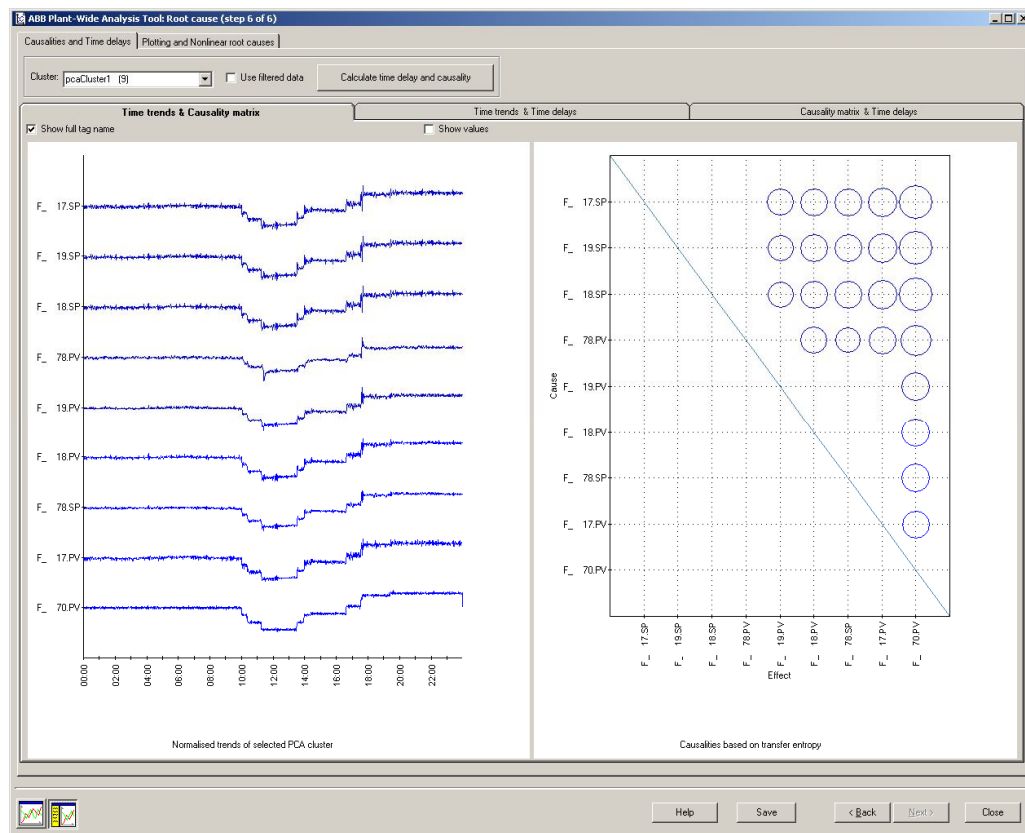 ABB Plant-Wide Analysis Tool: Root cause (step 6 of 6)
Causalities and Time delays Plotting and Nonlinear root causes
Cluster: pcaCluster1 (9) Use filtered data Calculate time delay and causality
Time trends & Causality matrix Time trends & Time delays Causality matrix & Time delays
Show full tag name Show values
F_ 17.SP
F_ 19.SP
F_ 18.SP
F_ 78.PV
F_ 19.PV
F_ 18.PV
F_ 78.SP
F_ 17.PV
F_ 70.PV
00:00 02:00 04:00 06:00 08:00 10:00 12:00 14:00 16:00 18:00 20:00 22:00
Normalised trends of selected PCA cluster
Cause
F_ 17.SP
F_ 19.SP
F_ 18.SP
F_ 78.PV
F_ 19.PV
F_ 18.PV
F_ 78.SP
F_ 17.PV
F_ 70.PV
F_ 17.SP F_ 19.SP F_ 18.SP F_ 78.PV F_ 19.PV F_ 18.PV F_ 78.SP F_ 17.PV F_ 70.PV
Effect
Causalities based on transfer entropy
Help Save < Back Next > Close